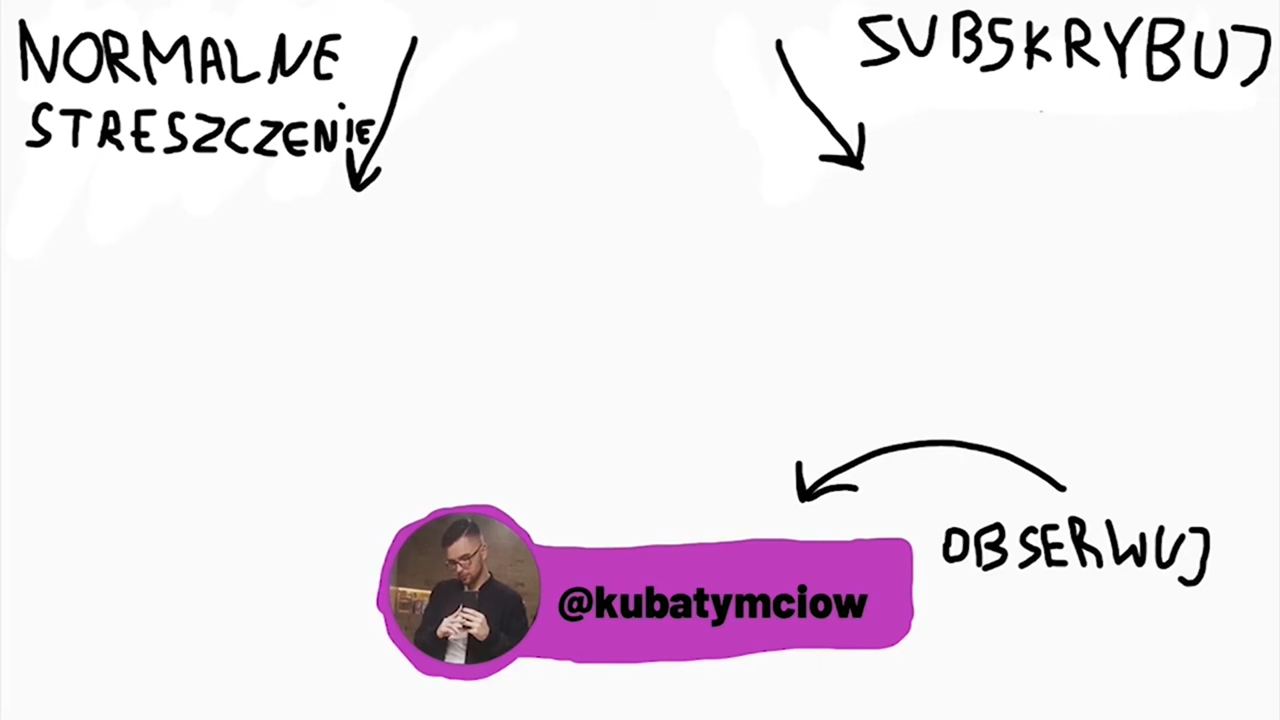 NORMALNE
STRESZCZENIE
SUBSKRYBUJ
OBSERWUJ
@kubatymciow